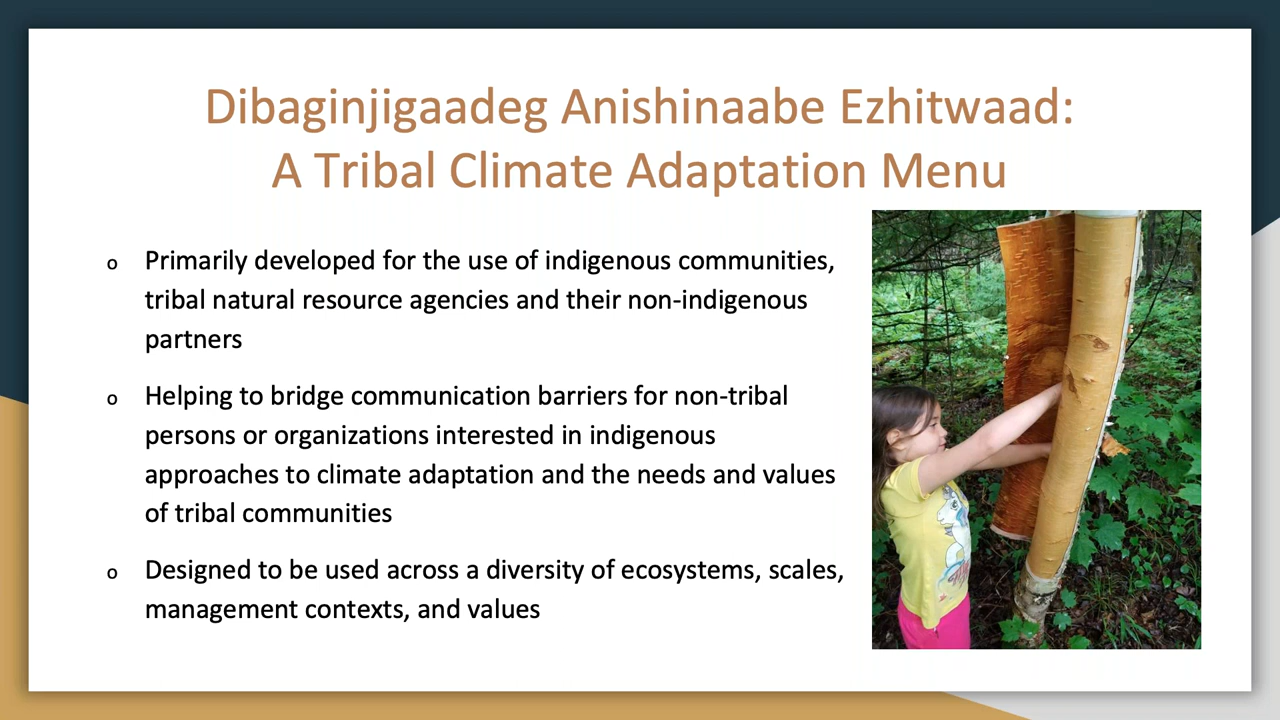 Dibaginjigaadeg Anishinaabe Ezhitwaad:
A Tribal Climate Adaptation Menu
o Primarily developed for the use of indigenous communities,
tribal natural resource agencies and their non-indigenous
partners
o Helping to bridge communication barriers for non-tribal
persons or organizations interested in indigenous
approaches to climate adaptation and the needs and values
of tribal communities
o Designed to be used across a diversity of ecosystems, scales,
management contexts, and values